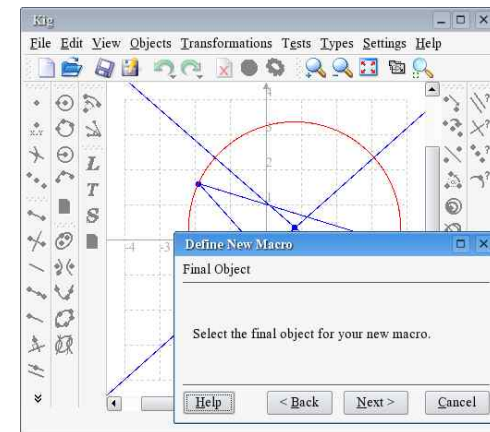 Kig
File Edit View Objects Transformations Tests Types Settings Help
x,y
L
T
S
4
3
2
1
-4 -3
Define New Macro
Final Object
Select the final object for your new macro.
Help < Back Next > Cancel